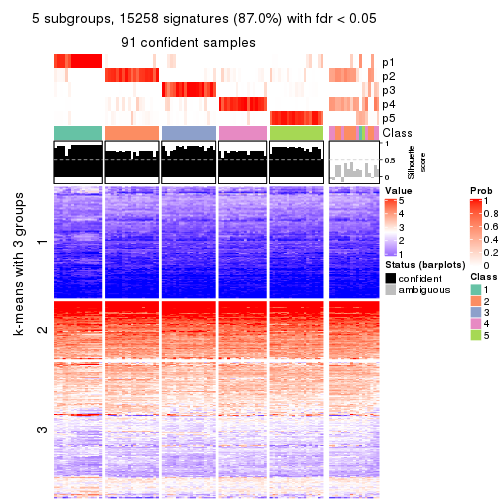 5 subgroups, 15258 signatures (87.0%) with fdr < 0.05
91 confident samples
p1
p2
p3
p4
p5
Class
1
0.5
0
Silhouette
score
k-means with 3 groups
1
2
3
Value
5
4
3
2
1
Status (barplots)
confident
ambiguous
Prob
1
0.8
0.6
0.4
0.2
0
Class
1
2
3
4
5